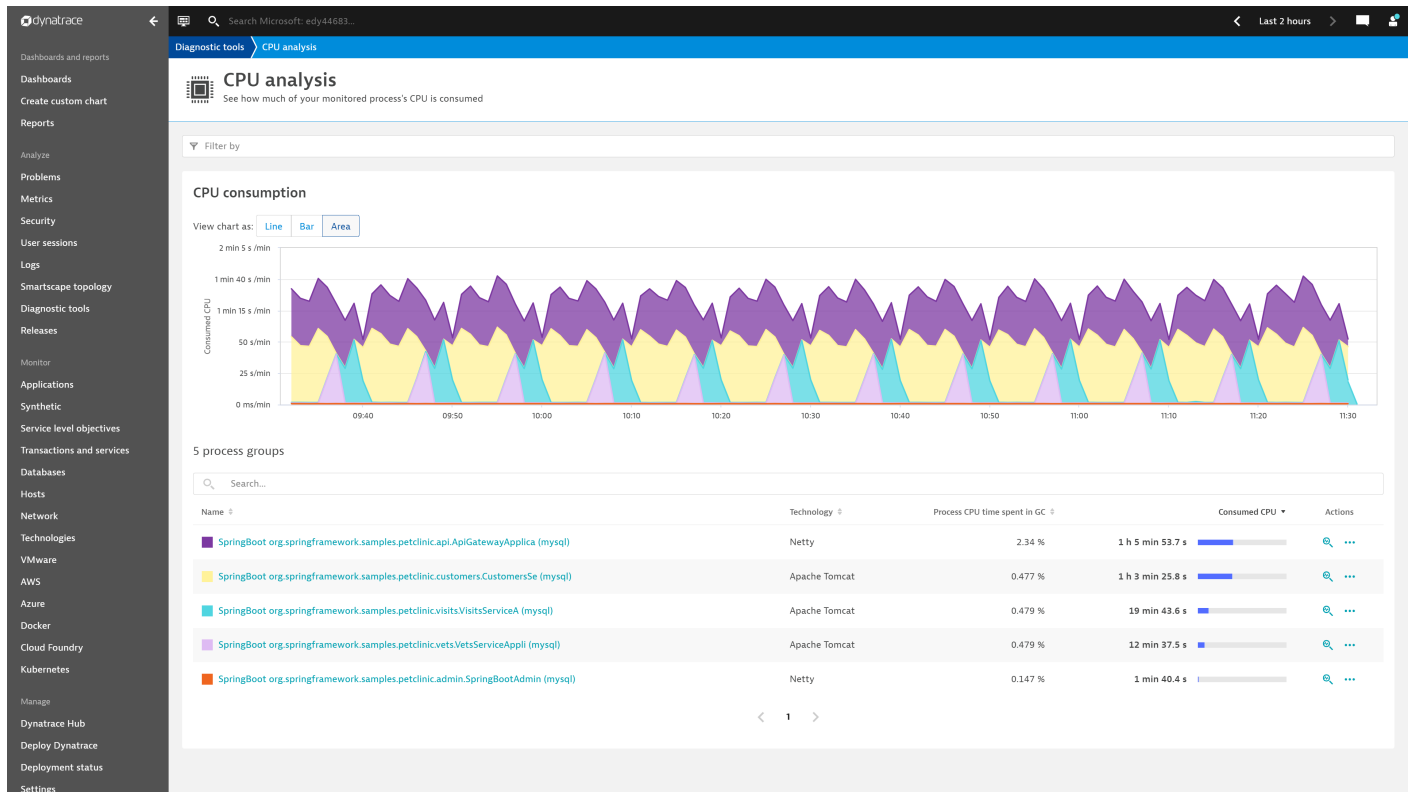 dynatrace
Search Microsoft: edy44683...
Last 2 hours
Diagnostic tools
CPU analysis
Dashboards and reports
Dashboards
Create custom chart
Reports
Analyze
Problems
Metrics
Security
User sessions
Logs
Smartscape topology
Diagnostic tools
Releases
Monitor
Applications
Synthetic
Service level objectives
Transactions and services
Databases
Hosts
Network
Technologies
VMware
AWS
Azure
Docker
Cloud Foundry
Kubernetes
Manage
Dynatrace Hub
Deploy Dynatrace
Deployment status
Settings
CPU analysis
See how much of your monitored process's CPU is consumed
Filter by
CPU consumption
View chart as: Line Bar Area
2 min 5 s /min
1 min 40 s /min
1 min 15 s /min
50 s/min
25 s/min
0 ms/min
Consumed CPU
09:40 09:50 10:00 10:10 10:20 10:30 10:40 10:50 11:00 11:10 11:20 11:30
5 process groups
Search...
Name Technology Process CPU time spent in GC Consumed CPU Actions
SpringBoot org.springframework.samples.petclinic.api.ApiGatewayApplica (mysql) Netty 2.34 % 1 h 5 min 53.7 s
SpringBoot org.springframework.samples.petclinic.customers.CustomersSe (mysql) Apache Tomcat 0.477 % 1 h 3 min 25.8 s
SpringBoot org.springframework.samples.petclinic.visits.VisitsServiceA (mysql) Apache Tomcat 0.479 % 19 min 43.6 s
SpringBoot org.springframework.samples.petclinic.vets.VetsServiceAppli (mysql) Apache Tomcat 0.479 % 12 min 37.5 s
SpringBoot org.springframework.samples.petclinic.admin.SpringBootAdmin (mysql) Netty 0.147 % 1 min 40.4 s
1